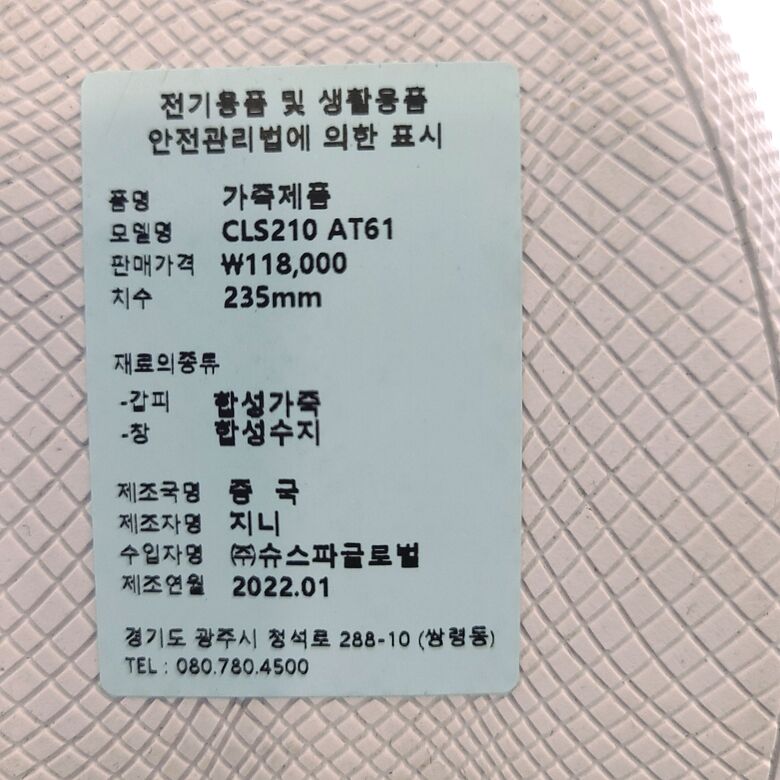 전기용품 및 생활용품
안전관리법에 의한 표시
품명 가죽제품
모델명 CLS210 AT61
판매가격 ₩118,000
치수 235mm
재료의종류
-갑피 합성가죽
-창 합성수지
제조국명 중 국
제조자명 지니
수입자명 ㈜슈스파글로벌
제조연월 2022.01
경기도 광주시 청석로 288-10 (쌍령동)
TEL : 080.780.4500